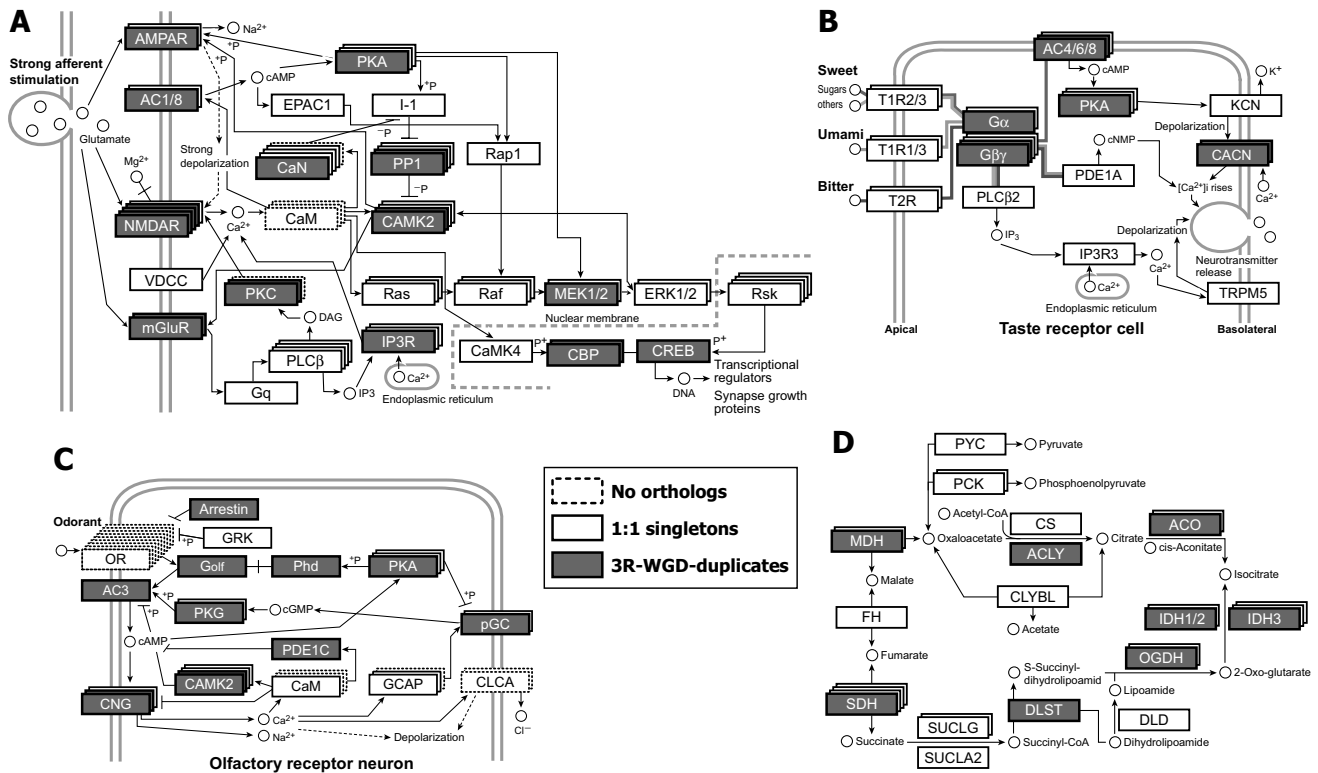 A
AMPAR
Na²⁺
+P
+P
Strong afferent
stimulation
PKA
cAMP
+P
AC1/8
EPAC1
I-1
Glutamate
−P
Strong
depolarization
CaN
PP1
Rap1
Mg²⁺
−P
NMDAR
Ca²⁺
CaM
CAMK2
VDCC
PKC
Ras
Raf
MEK1/2
ERK1/2
Rsk
Nuclear membrane
mGluR
DAG
PLCβ
IP3R
CaMK4
P⁺
CBP
CREB
P⁺
Transcriptional
regulators
Gq
IP3
Ca²⁺
Endoplasmic reticulum
DNA
Synapse growth
proteins
B
AC4/6/8
cAMP
K⁺
Sweet
Sugars
others
T1R2/3
PKA
KCN
Gα
Depolarization
Umami
T1R1/3
Gβγ
cNMP
CACN
PDE1A
Bitter
T2R
PLCβ2
[Ca²⁺]i rises
Ca²⁺
IP₃
Depolarization
IP3R3
Ca²⁺
Neurotransmitter
release
Ca²⁺
TRPM5
Endoplasmic reticulum
Apical
Taste receptor cell
Basolateral
C
Arrestin
Odorant
+P
GRK
OR
Golf
Phd
+P
PKA
AC3
+P
+P
+P
PKG
cGMP
pGC
cAMP
PDE1C
CAMK2
CaM
GCAP
CLCA
CNG
Ca²⁺
Na²⁺
Depolarization
Cl⁻
Olfactory receptor neuron
No orthologs
1:1 singletons
3R-WGD-duplicates
D
PYC
Pyruvate
PCK
Phosphoenolpyruvate
Acetyl-CoA
CS
ACO
MDH
Oxaloacetate
ACLY
Citrate
cis-Aconitate
Malate
Isocitrate
CLYBL
FH
Acetate
IDH1/2
IDH3
Fumarate
OGDH
S-Succinyl-
dihydrolipoamid
2-Oxo-glutarate
Lipoamide
SDH
DLST
DLD
SUCLG
Succinate
Succinyl-CoA
Dihydrolipoamide
SUCLA2